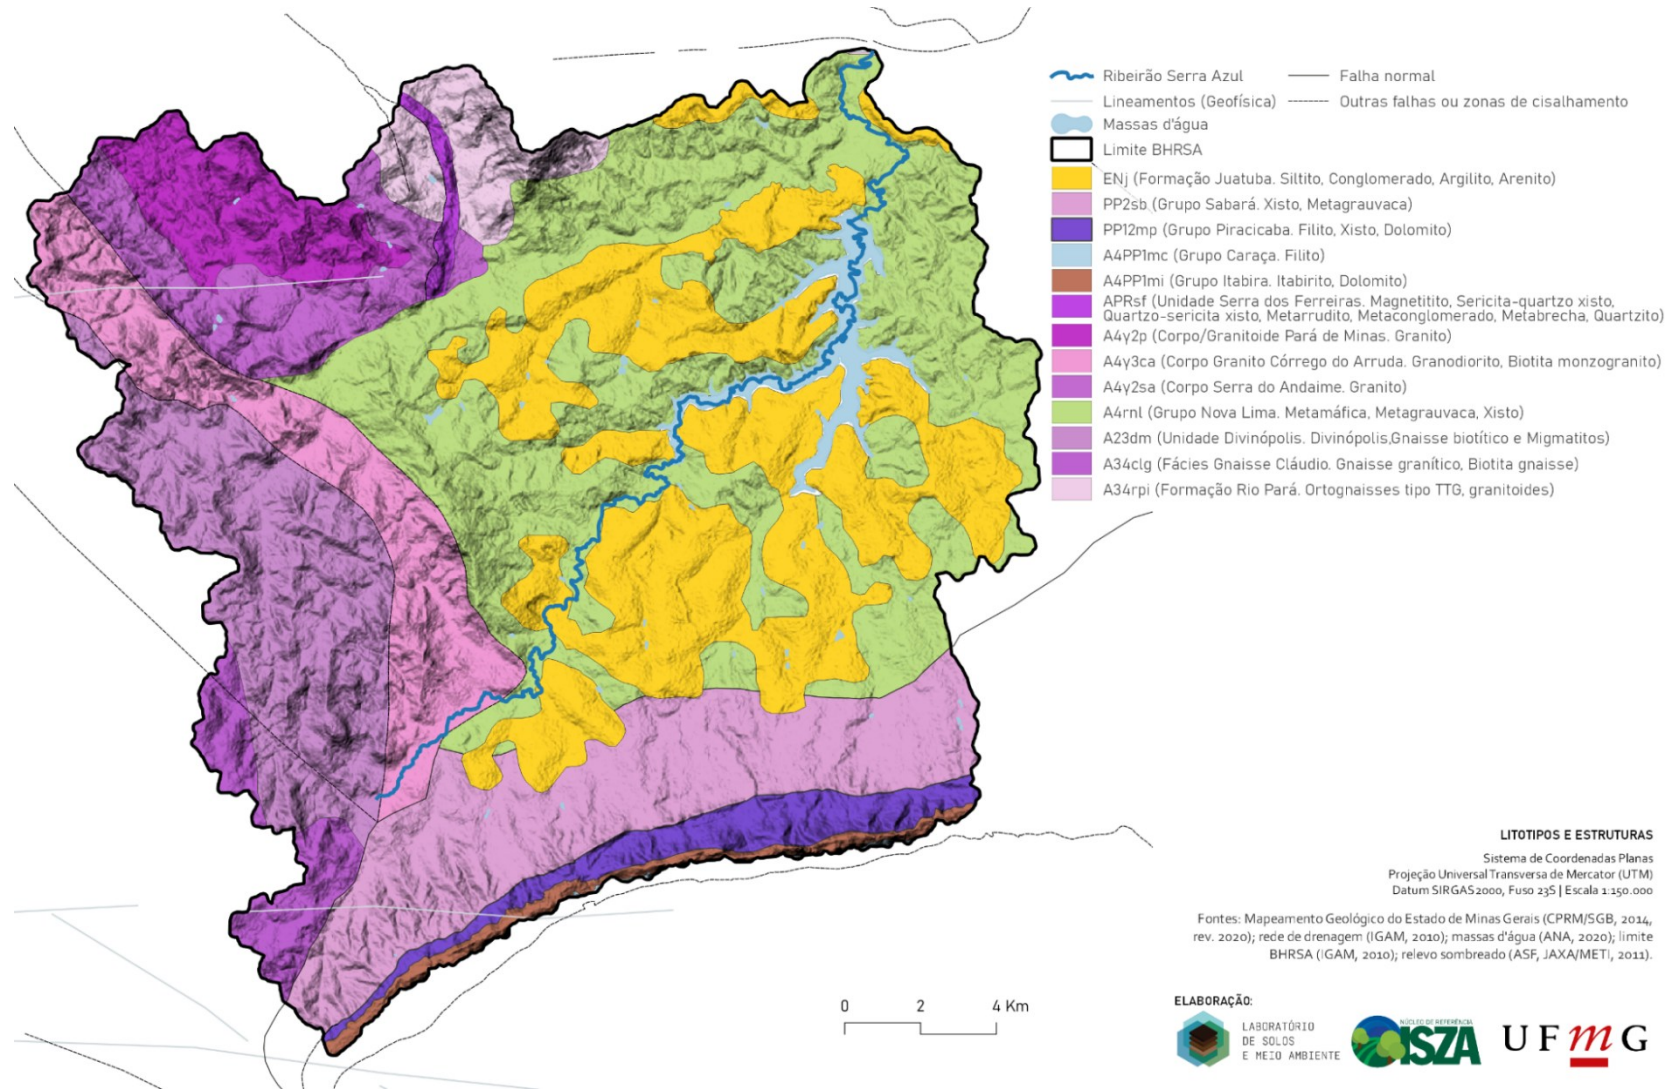 Ribeirão Serra Azul
Falha normal
Lineamentos (Geofísica)
Outras falhas ou zonas de cisalhamento
Massas d'água
Limite BHRSA
ENj (Formação Juatuba. Siltito, Conglomerado, Argilito, Arenito)
PP2sb (Grupo Sabará. Xisto, Metagrauvaca)
PP12mp (Grupo Piracicaba. Filito, Xisto, Dolomito)
A4PP1mc (Grupo Caraça. Filito)
A4PP1mi (Grupo Itabira. Itabirito, Dolomito)
APRsf (Unidade Serra dos Ferreiras. Magnetitito, Sericita-quartzo xisto,
Quartzo-sericita xisto, Metarrudito, Metaconglomerado, Metabrecha, Quartzito)
A4γ2p (Corpo/Granitoide Pará de Minas. Granito)
A4γ3ca (Corpo Granito Córrego do Arruda. Granodiorito, Biotita monzogranito)
A4γ2sa (Corpo Serra do Andaime. Granito)
A4rnl (Grupo Nova Lima. Metamáfica, Metagrauvaca, Xisto)
A23dm (Unidade Divinópolis. Divinópolis,Gnaisse biotítico e Migmatitos)
A34clg (Fácies Gnaisse Cláudio. Gnaisse granítico, Biotita gnaisse)
A34rpi (Formação Rio Pará. Ortognaisses tipo TTG, granitoides)
LITOTIPOS E ESTRUTURAS
Sistema de Coordenadas Planas
Projeção Universal Transversa de Mercator (UTM)
Datum SIRGAS2000, Fuso 23S | Escala 1:150.000
Fontes: Mapeamento Geológico do Estado de Minas Gerais (CPRM/SGB, 2014,
rev. 2020); rede de drenagem (IGAM, 2010); massas d'água (ANA, 2020); limite
BHRSA (IGAM, 2010); relevo sombreado (ASF, JAXA/METI, 2011).
0 2 4 Km
ELABORAÇÃO:
LABORATÓRIO
DE SOLOS
E MEIO AMBIENTE
NÚCLEO DE REFERÊNCIA
ISZA
UFmG